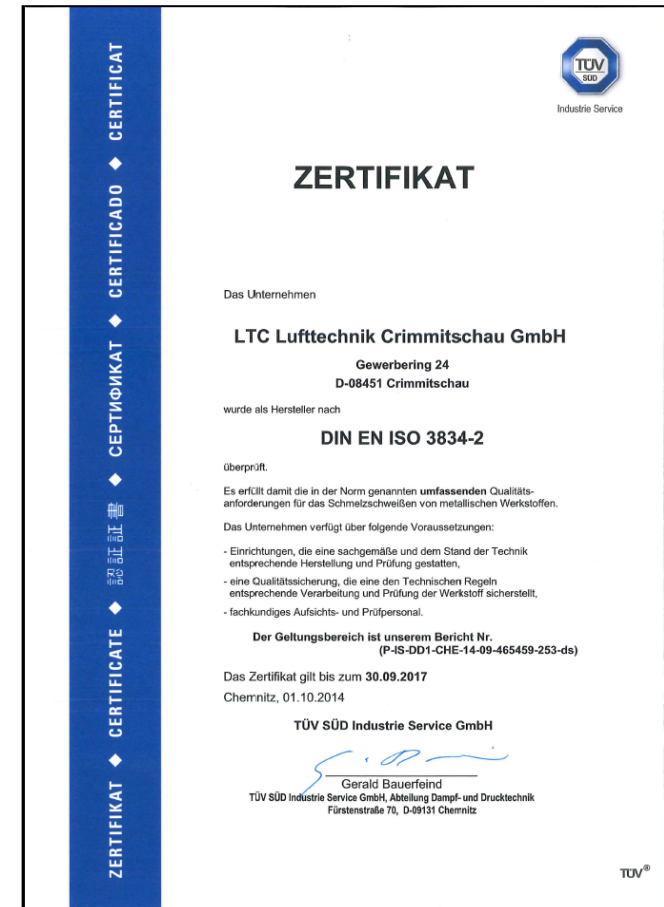 ZERTIFIKAT ◆ CERTIFICATE ◆ 認証証書 ◆ СЕРТИФИКАТ ◆ CERTIFICADO ◆ CERTIFICAT
TÜV
SÜD
Industrie Service
ZERTIFIKAT
Das Unternehmen
LTC Lufttechnik Crimmitschau GmbH
Gewerbering 24
D-08451 Crimmitschau
wurde als Hersteller nach
DIN EN ISO 3834-2
überprüft.
Es erfüllt damit die in der Norm genannten umfassenden Qualitäts-
anforderungen für das Schmelzschweißen von metallischen Werkstoffen.
Das Unternehmen verfügt über folgende Voraussetzungen:
- Einrichtungen, die eine sachgemäße und dem Stand der Technik
entsprechende Herstellung und Prüfung gestatten,
- eine Qualitätssicherung, die eine den Technischen Regeln
entsprechende Verarbeitung und Prüfung der Werkstoff sicherstellt,
- fachkundiges Aufsichts- und Prüfpersonal.
Der Geltungsbereich ist unserem Bericht Nr.
(P-IS-DD1-CHE-14-09-465459-253-ds)
Das Zertifikat gilt bis zum 30.09.2017
Chemnitz, 01.10.2014
TÜV SÜD Industrie Service GmbH
Gerald Bauerfeind
TÜV SÜD Industrie Service GmbH, Abteilung Dampf- und Drucktechnik
Fürstenstraße 70, D-09131 Chemnitz
TÜV®